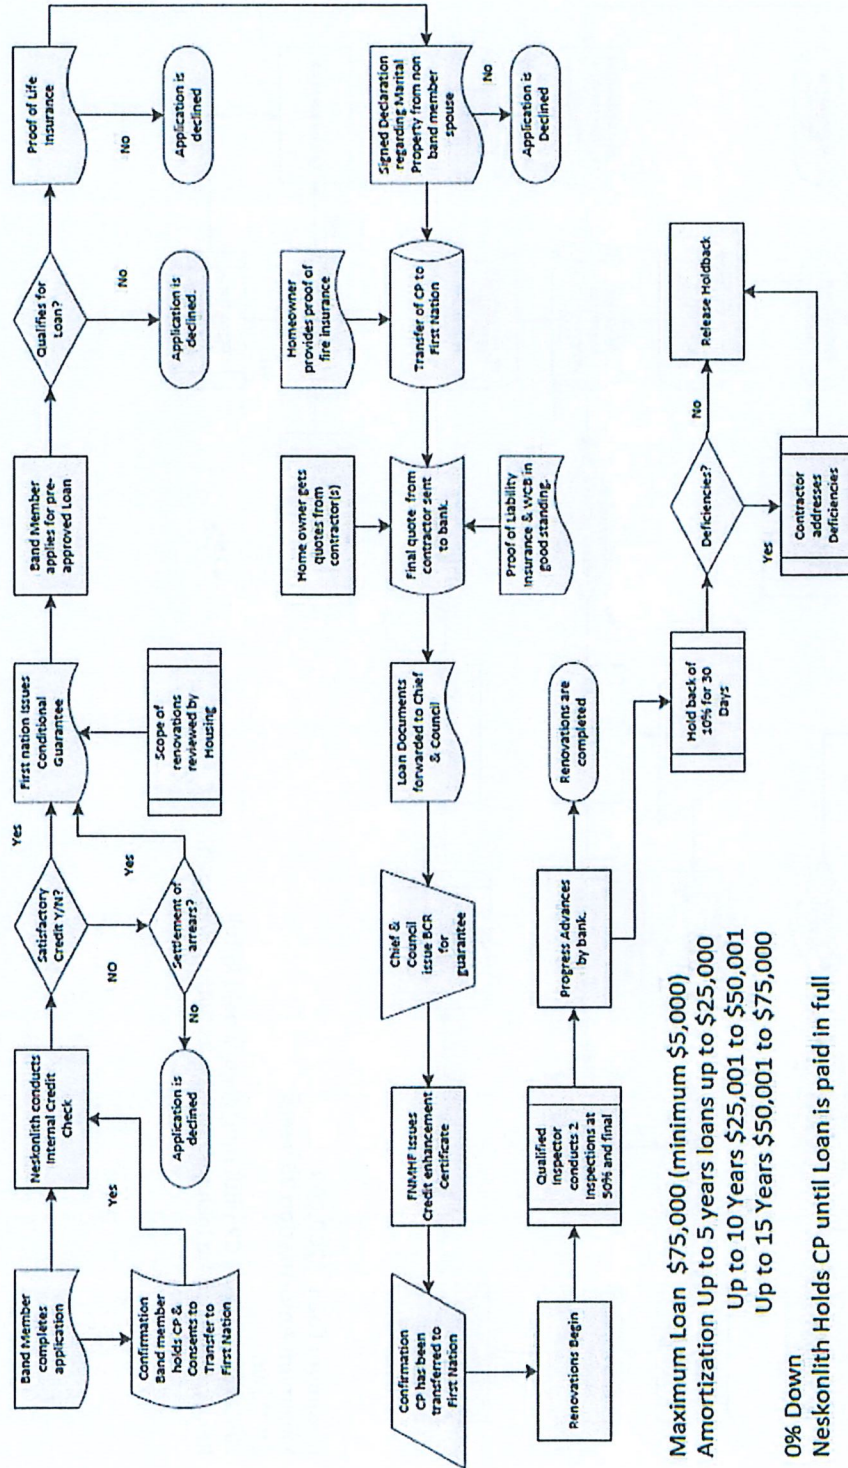 Band Member
completes
application
Confirmation
Band member
holds CP &
Consents to
Transfer to
First Nation
Yes
Neskonlith conducts
Internal Credit
Check
Satisfactory
Credit Y/N?
Yes
NO
Settlement of
arrears?
Yes
No
Application is
declined
First nation Issues
Conditional
Guarantee
Scope of
renovations
reviewed by
Housing
Band Member
applies for pre-
approved Loan
Qualifies for
Loan?
No
Application is
declined.
Proof of Life
Insurance
No
Application is
declined
Signed Declaration
regarding Marital
Property from non
band member
spouse
No
Application is
Declined
Homeowner
provides proof of
fire insurance
Transfer of CP to
First Nation
Home owner gets
quotes from
contractor(s)
Final quote from
contractor sent
to bank.
Proof of Liability
Insurance & WCB in
good standing.
Loan Documents
forwarded to Chief
& Council
Chief &
Council
issue BCR
for
guarantee
FNMHF Issues
Credit enhancement
Certificate
Confirmation
CP has been
transferred to
First Nation
Renovations Begin
Qualified
Inspector
conducts 2
Inspections at
50% and final
Progress Advances
by bank.
Renovations are
completed
Hold back of
10% for 30
Days
Deficiencies?
No
Yes
Contractor
addresses
Deficiencies
Release Holdback
Maximum Loan $75,000 (minimum $5,000)
Amortization Up to 5 years loans up to $25,000
Up to 10 Years $25,001 to $50,001
Up to 15 Years $50,001 to $75,000
0% Down
Neskonlith Holds CP until Loan is paid in full